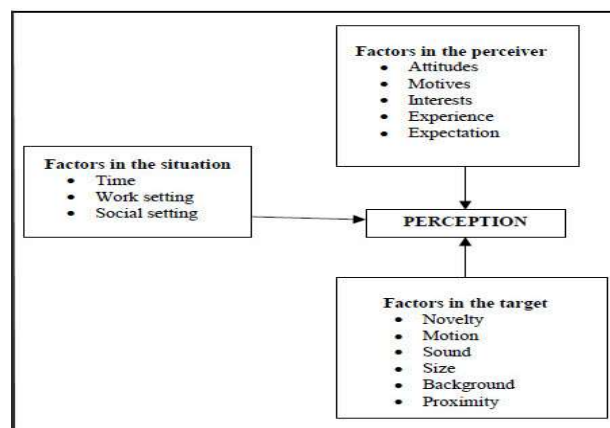 Factors in the perceiver
• Attitudes
• Motives
• Interests
• Experience
• Expectation
Factors in the situation
• Time
• Work setting
• Social setting
PERCEPTION
Factors in the target
• Novelty
• Motion
• Sound
• Size
• Background
• Proximity